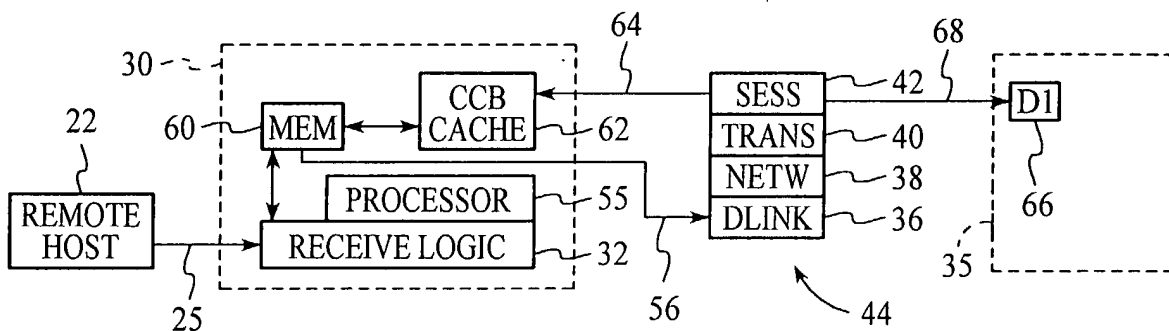 64
68
30
42
CCB
CACHE
SESS
D1
60
MEM
62
TRANS
40
22
NETW
38
66
PROCESSOR
55
REMOTE
HOST
DLINK
36
RECEIVE LOGIC
32
35
25
56
44